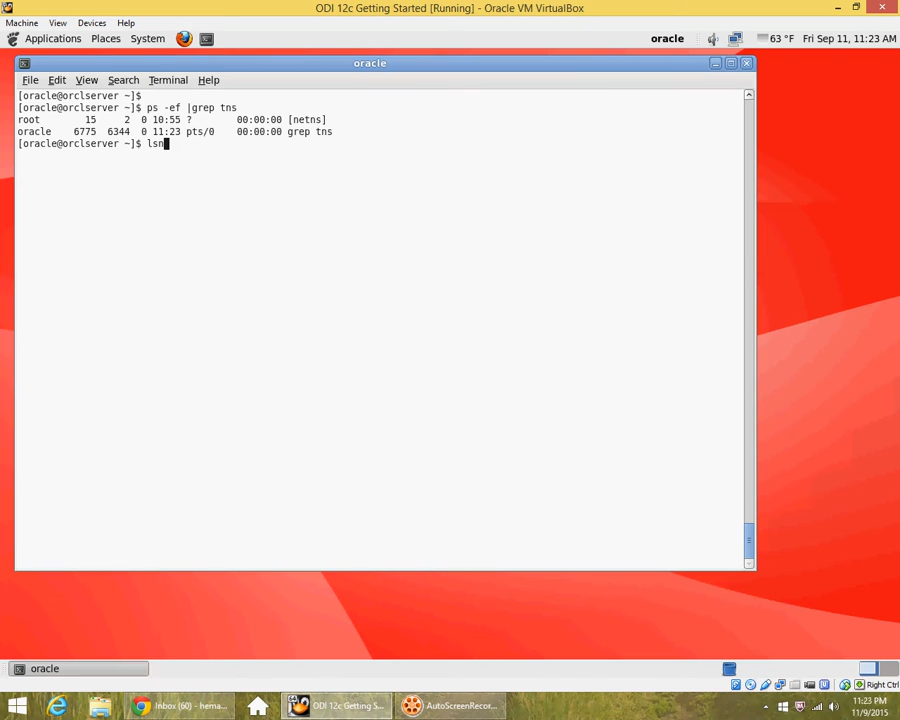 ODI 12c Getting Started [Running] - Oracle VM VirtualBox
Machine View Devices Help
Applications Places System oracle 63 °F Fri Sep 11, 11:23 AM
oracle
File Edit View Search Terminal Help
[oracle@orclserver ~]$
[oracle@orclserver ~]$ ps -ef |grep tns
root 15 2 0 10:55 ? 00:00:00 [netns]
oracle 6775 6344 0 11:23 pts/0 00:00:00 grep tns
[oracle@orclserver ~]$ lsn
oracle
Right Ctrl
Inbox (60) - hema... ODI 12c Getting S... AutoScreenRecor... 11:23 PM
11/9/2015